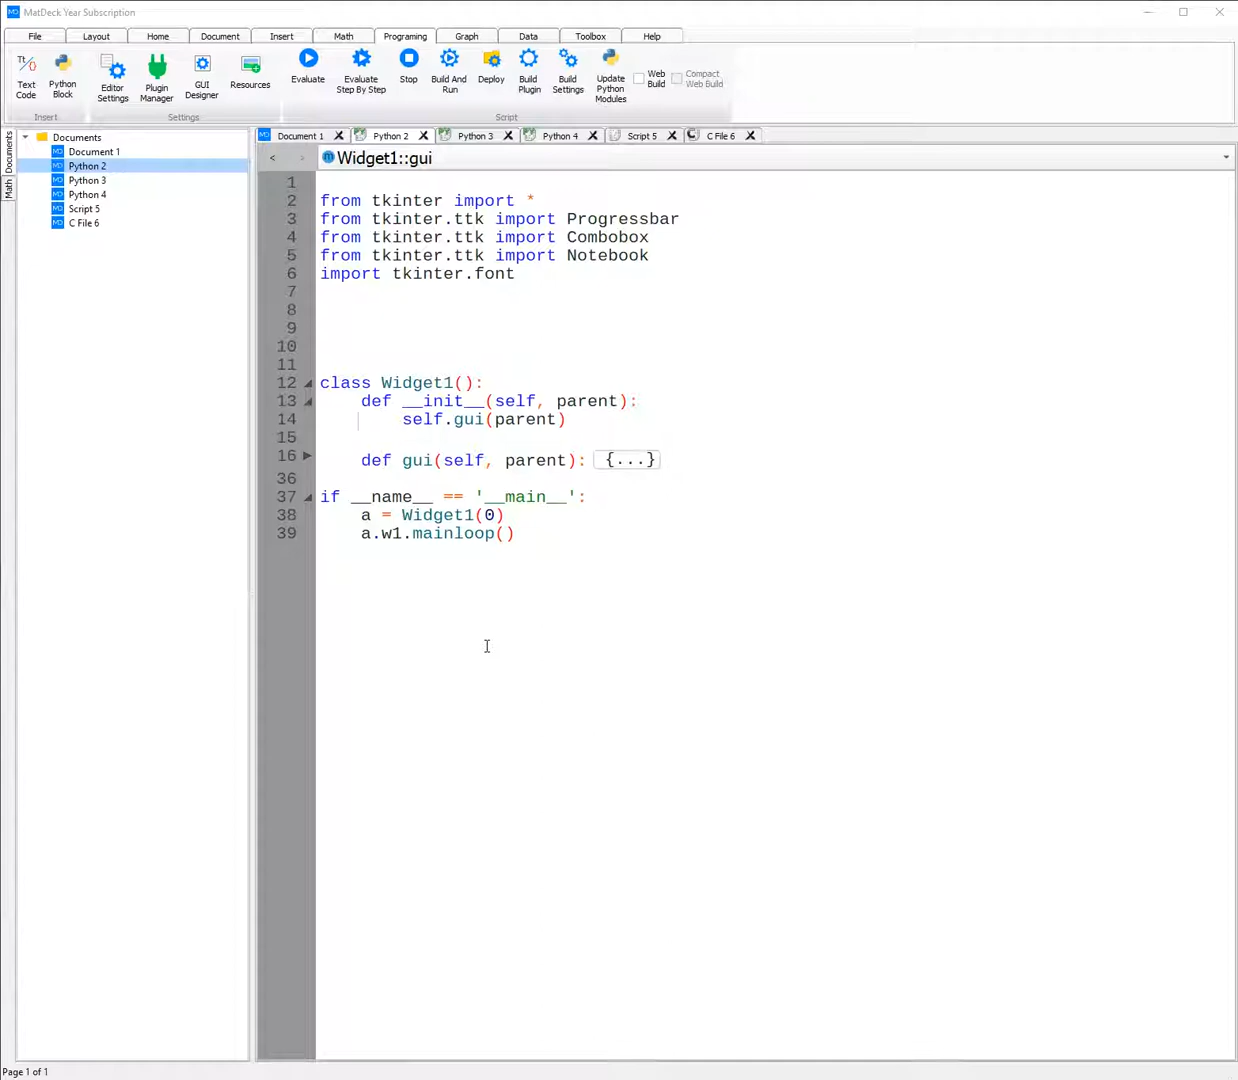 MatDeck Year Subscription
File Layout Home Document Insert Math Programing Graph Data Toolbox Help
Text Code
Python Block
Editor Settings
Plugin Manager
GUI Designer
Resources
Evaluate
Evaluate Step By Step
Stop
Build And Run
Deploy
Build Plugin
Build Settings
Update Python Modules
Web Build
Compact Web Build
Insert Settings Script
Documents
Math
Documents
Document 1
Python 2
Python 3
Python 4
Script 5
C File 6
Document 1 Python 2 Python 3 Python 4 Script 5 C File 6
< > Widget1::gui
1
2 from tkinter import *
3 from tkinter.ttk import Progressbar
4 from tkinter.ttk import Combobox
5 from tkinter.ttk import Notebook
6 import tkinter.font
7
8
9
10
11
12 class Widget1():
13 def __init__(self, parent):
14 self.gui(parent)
15
16 def gui(self, parent): {...}
36
37 if __name__ == '__main__':
38 a = Widget1(0)
39 a.w1.mainloop()
Page 1 of 1